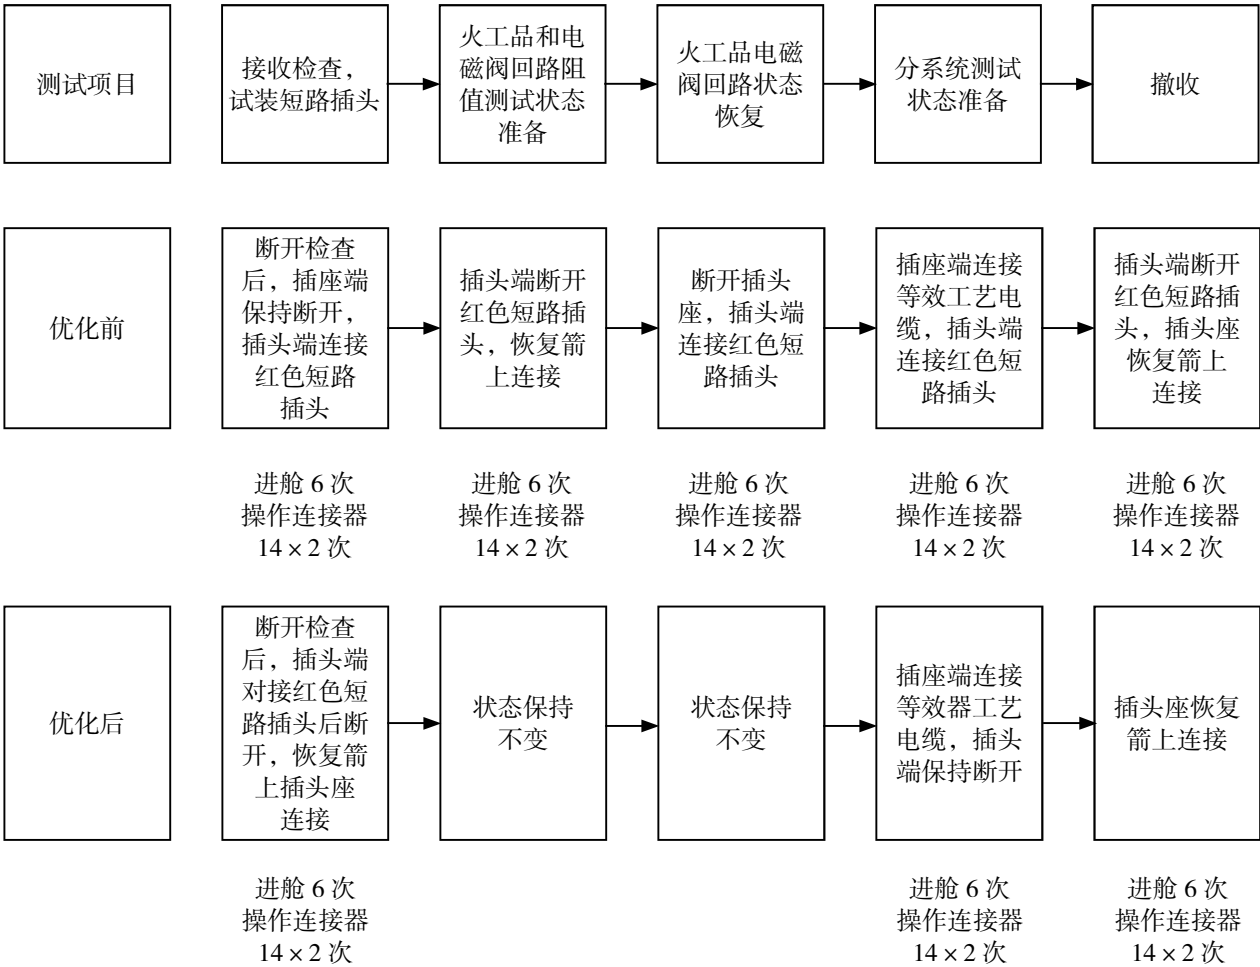 测试项目
接收检查，
试装短路插头
火工品和电
磁阀回路阻
值测试状态
准备
火工品电磁
阀回路状态
恢复
分系统测试
状态准备
撤收
优化前
断开检查
后，插座端
保持断开，
插头端连接
红色短路
插头
插头端断开
红色短路插
头，恢复箭
上连接
断开插头
座，插头端
连接红色短
路插头
插座端连接
等效工艺电
缆，插头端
连接红色短
路插头
插头端断开
红色短路插
头，插头座
恢复箭上
连接
进舱 6 次
操作连接器
14 × 2 次
进舱 6 次
操作连接器
14 × 2 次
进舱 6 次
操作连接器
14 × 2 次
进舱 6 次
操作连接器
14 × 2 次
进舱 6 次
操作连接器
14 × 2 次
优化后
断开检查
后，插头端
对接红色短
路插头后断
开，恢复箭
上插头座
连接
状态保持
不变
状态保持
不变
插座端连接
等效器工艺
电缆，插头
端保持断开
插头座恢复
箭上连接
进舱 6 次
操作连接器
14 × 2 次
进舱 6 次
操作连接器
14 × 2 次
进舱 6 次
操作连接器
14 × 2 次